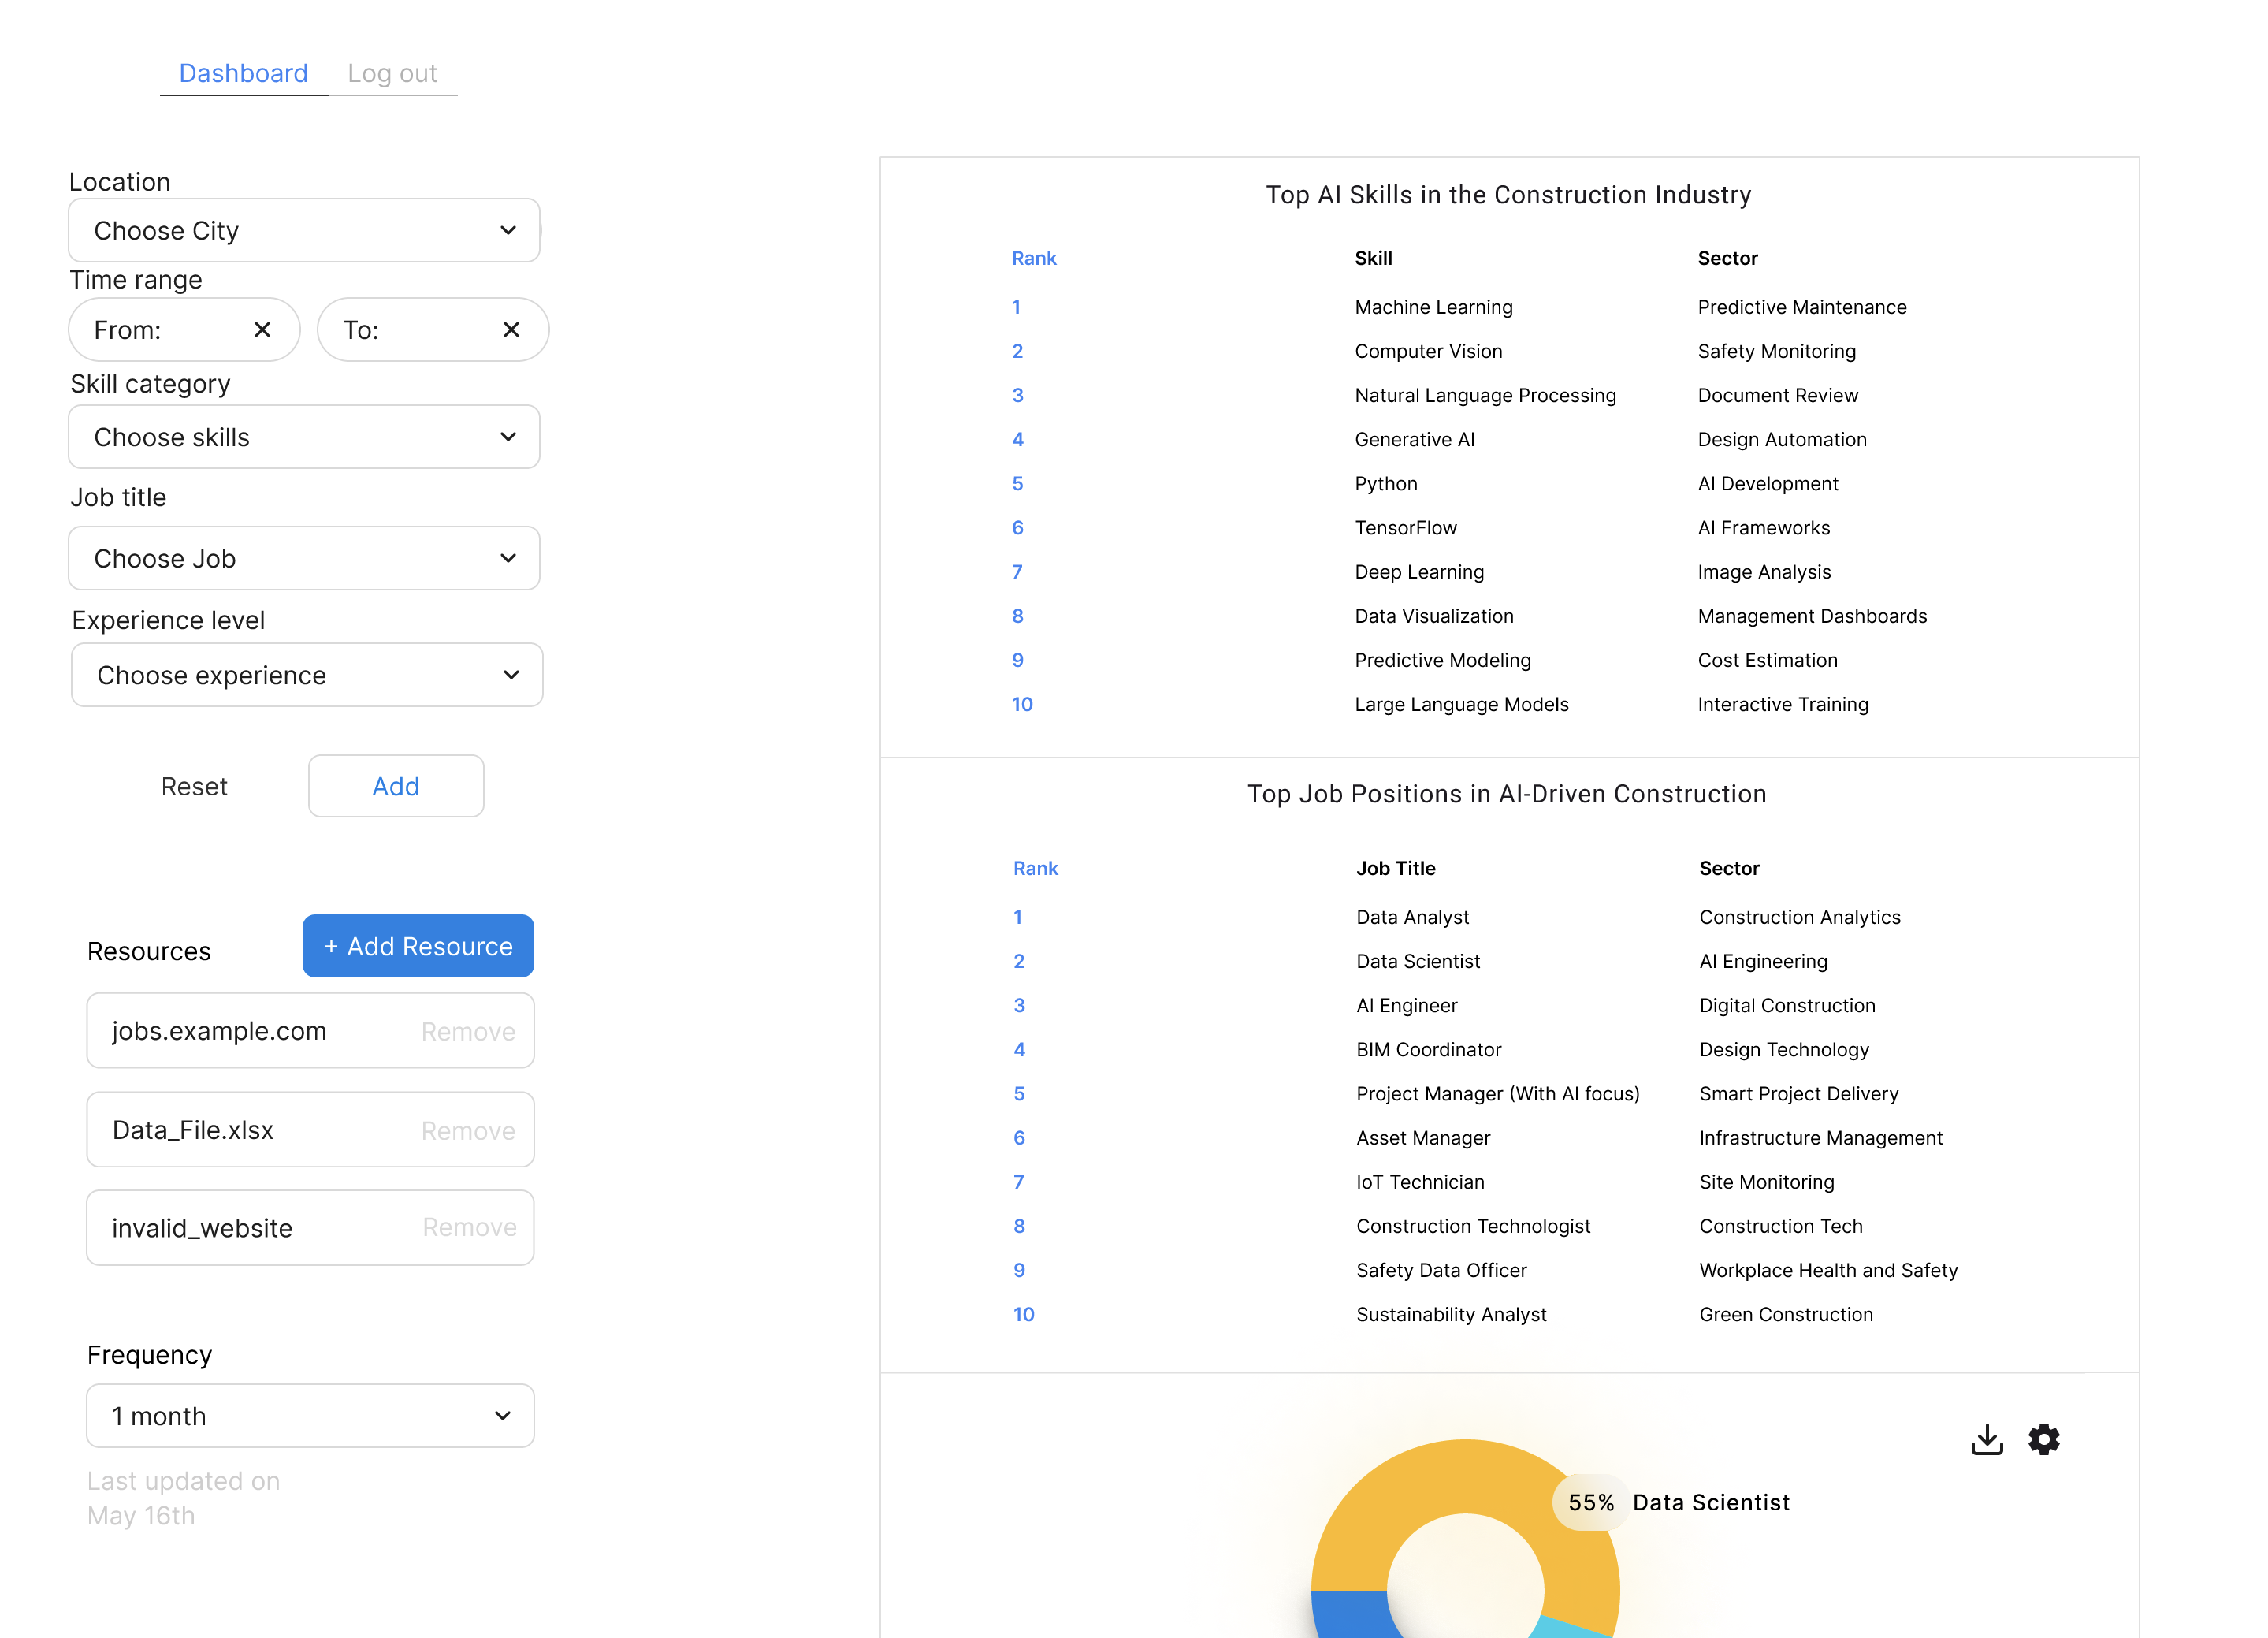 Dashboard Log out
Location
Choose City
Time range
From: To:
Skill category
Choose skills
Job title
Choose Job
Experience level
Choose experience
Reset Add
Resources + Add Resource
jobs.example.com Remove
Data_File.xlsx Remove
invalid_website Remove
Frequency
1 month
Last updated on
May 16th
Top AI Skills in the Construction Industry
Rank Skill Sector
1 Machine Learning Predictive Maintenance
2 Computer Vision Safety Monitoring
3 Natural Language Processing Document Review
4 Generative AI Design Automation
5 Python AI Development
6 TensorFlow AI Frameworks
7 Deep Learning Image Analysis
8 Data Visualization Management Dashboards
9 Predictive Modeling Cost Estimation
10 Large Language Models Interactive Training
Top Job Positions in AI-Driven Construction
Rank Job Title Sector
1 Data Analyst Construction Analytics
2 Data Scientist AI Engineering
3 AI Engineer Digital Construction
4 BIM Coordinator Design Technology
5 Project Manager (With AI focus) Smart Project Delivery
6 Asset Manager Infrastructure Management
7 IoT Technician Site Monitoring
8 Construction Technologist Construction Tech
9 Safety Data Officer Workplace Health and Safety
10 Sustainability Analyst Green Construction
55% Data Scientist